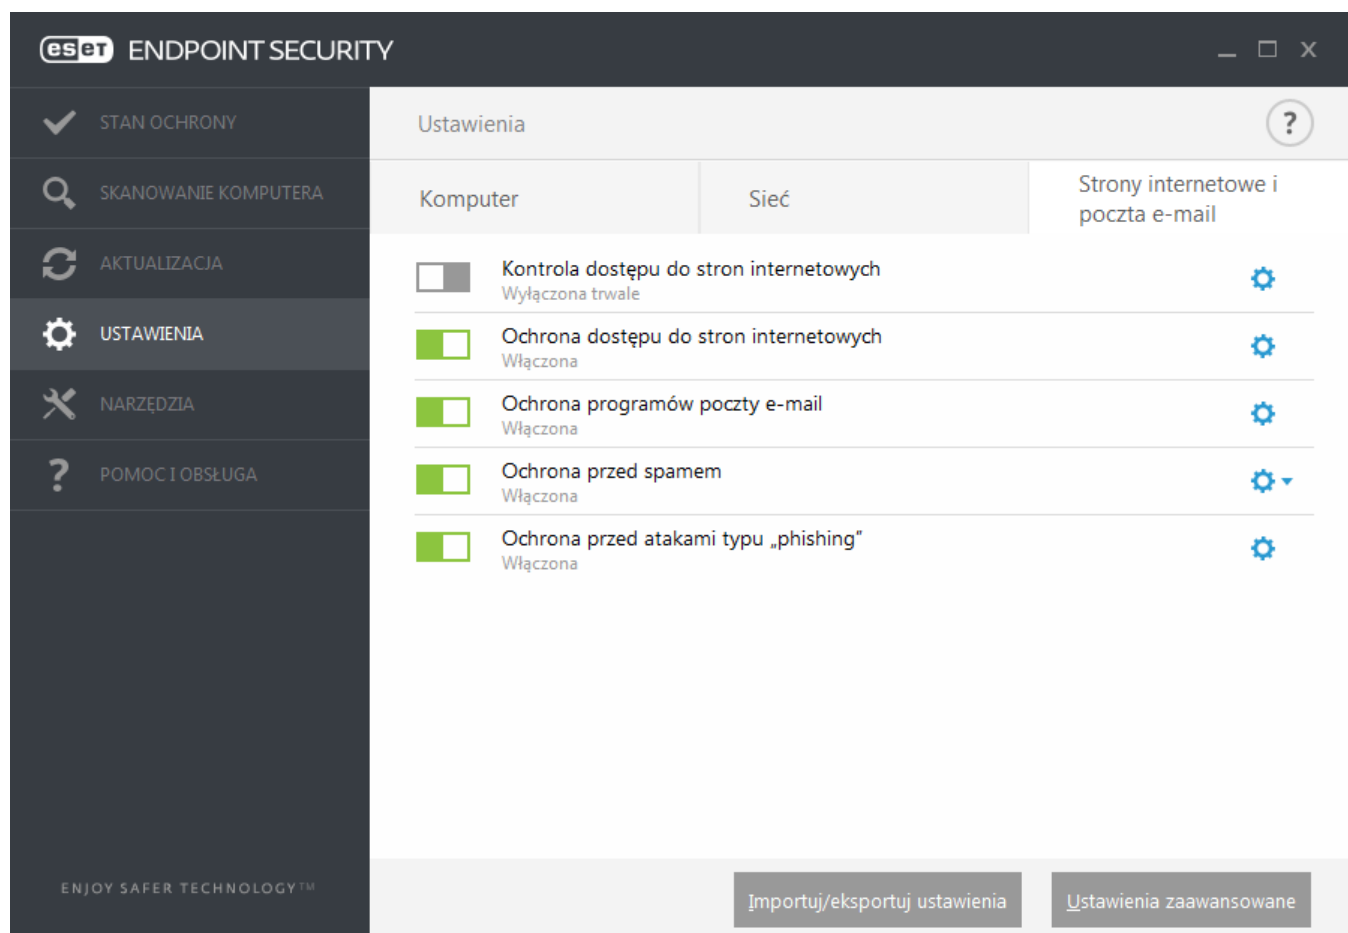 eset ENDPOINT SECURITY
STAN OCHRONY
SKANOWANIE KOMPUTERA
AKTUALIZACJA
USTAWIENIA
NARZĘDZIA
POMOC I OBSŁUGA
ENJOY SAFER TECHNOLOGY™
Ustawienia
?
Komputer
Sieć
Strony internetowe i
poczta e-mail
Kontrola dostępu do stron internetowych
Wyłączona trwale
Ochrona dostępu do stron internetowych
Włączona
Ochrona programów poczty e-mail
Włączona
Ochrona przed spamem
Włączona
Ochrona przed atakami typu „phishing”
Włączona
Importuj/eksportuj ustawienia
Ustawienia zaawansowane